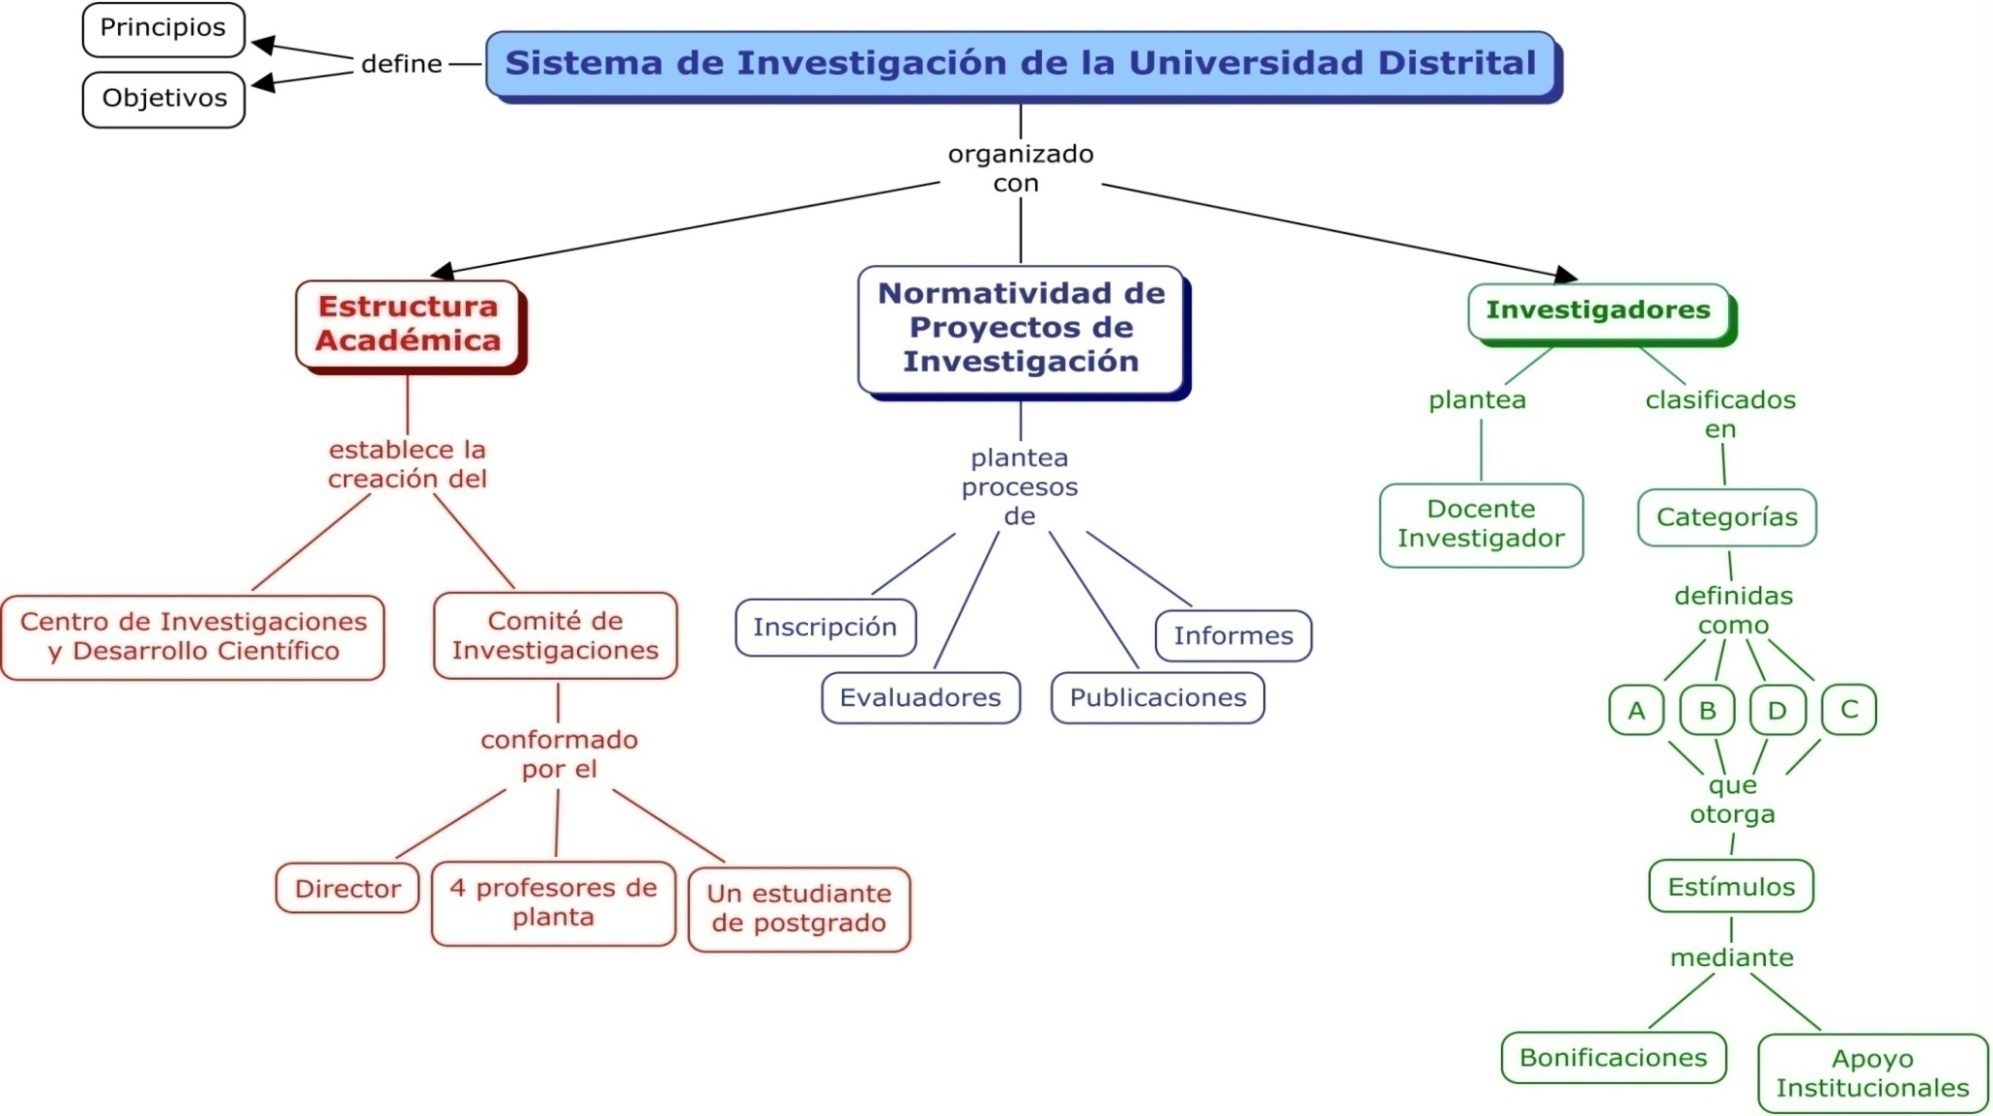 Principios
Objetivos
define
Sistema de Investigación de la Universidad Distrital
organizado
con
Estructura
Académica
establece la
creación del
Centro de Investigaciones
y Desarrollo Científico
Comité de
Investigaciones
conformado
por el
Director
4 profesores de
planta
Un estudiante
de postgrado
Normatividad de
Proyectos de
Investigación
plantea
procesos
de
Inscripción
Evaluadores
Publicaciones
Informes
Investigadores
plantea
Docente
Investigador
clasificados
en
Categorías
definidas
como
A
B
D
C
que
otorga
Estímulos
mediante
Bonificaciones
Apoyo
Institucionales